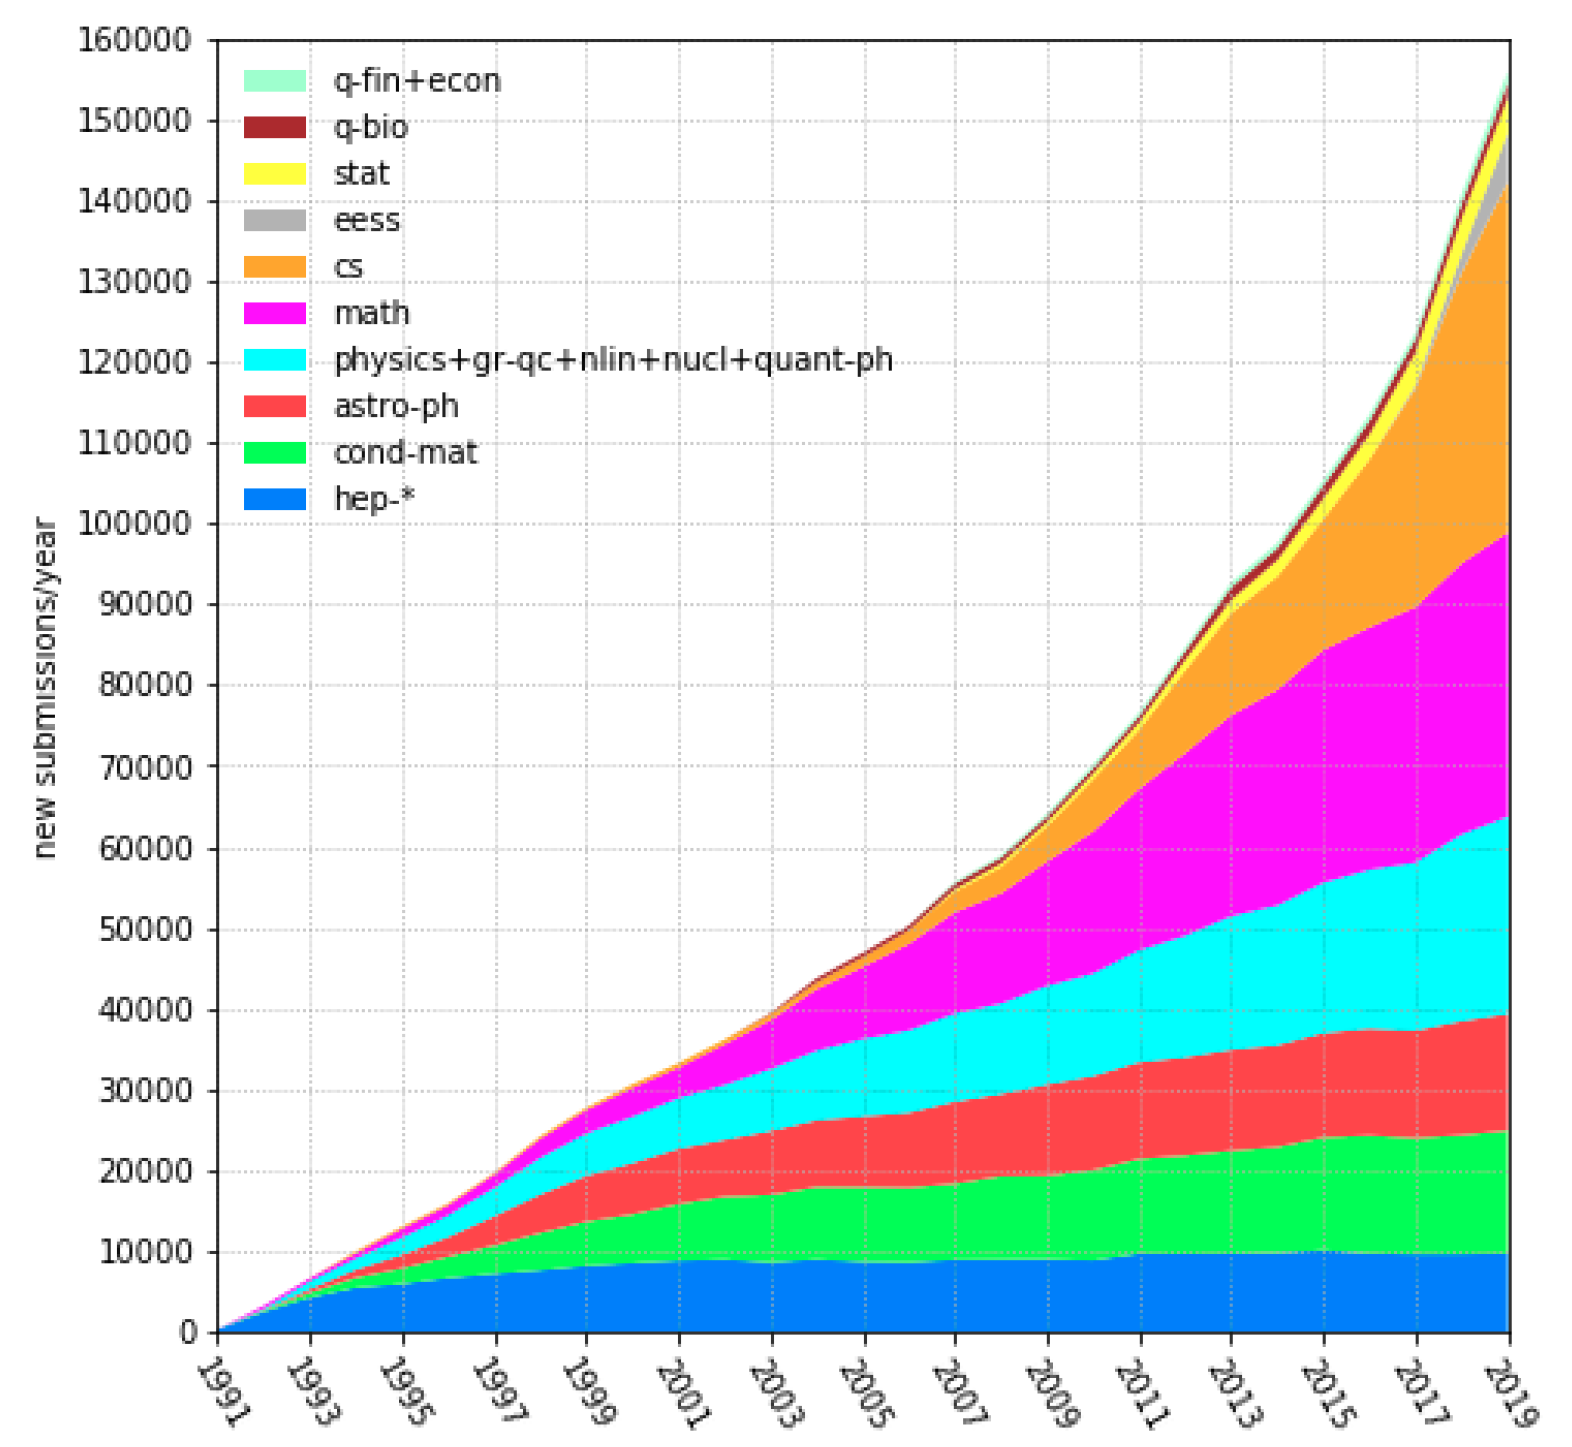 160000
150000
140000
130000
120000
110000
100000
90000
80000
70000
60000
50000
40000
30000
20000
10000
0
new submissions/year
q-fin+econ
q-bio
stat
eess
cs
math
physics+gr-qc+nlin+nucl+quant-ph
astro-ph
cond-mat
hep-*
1991
1993
1995
1997
1999
2001
2003
2005
2007
2009
2011
2013
2015
2017
2019